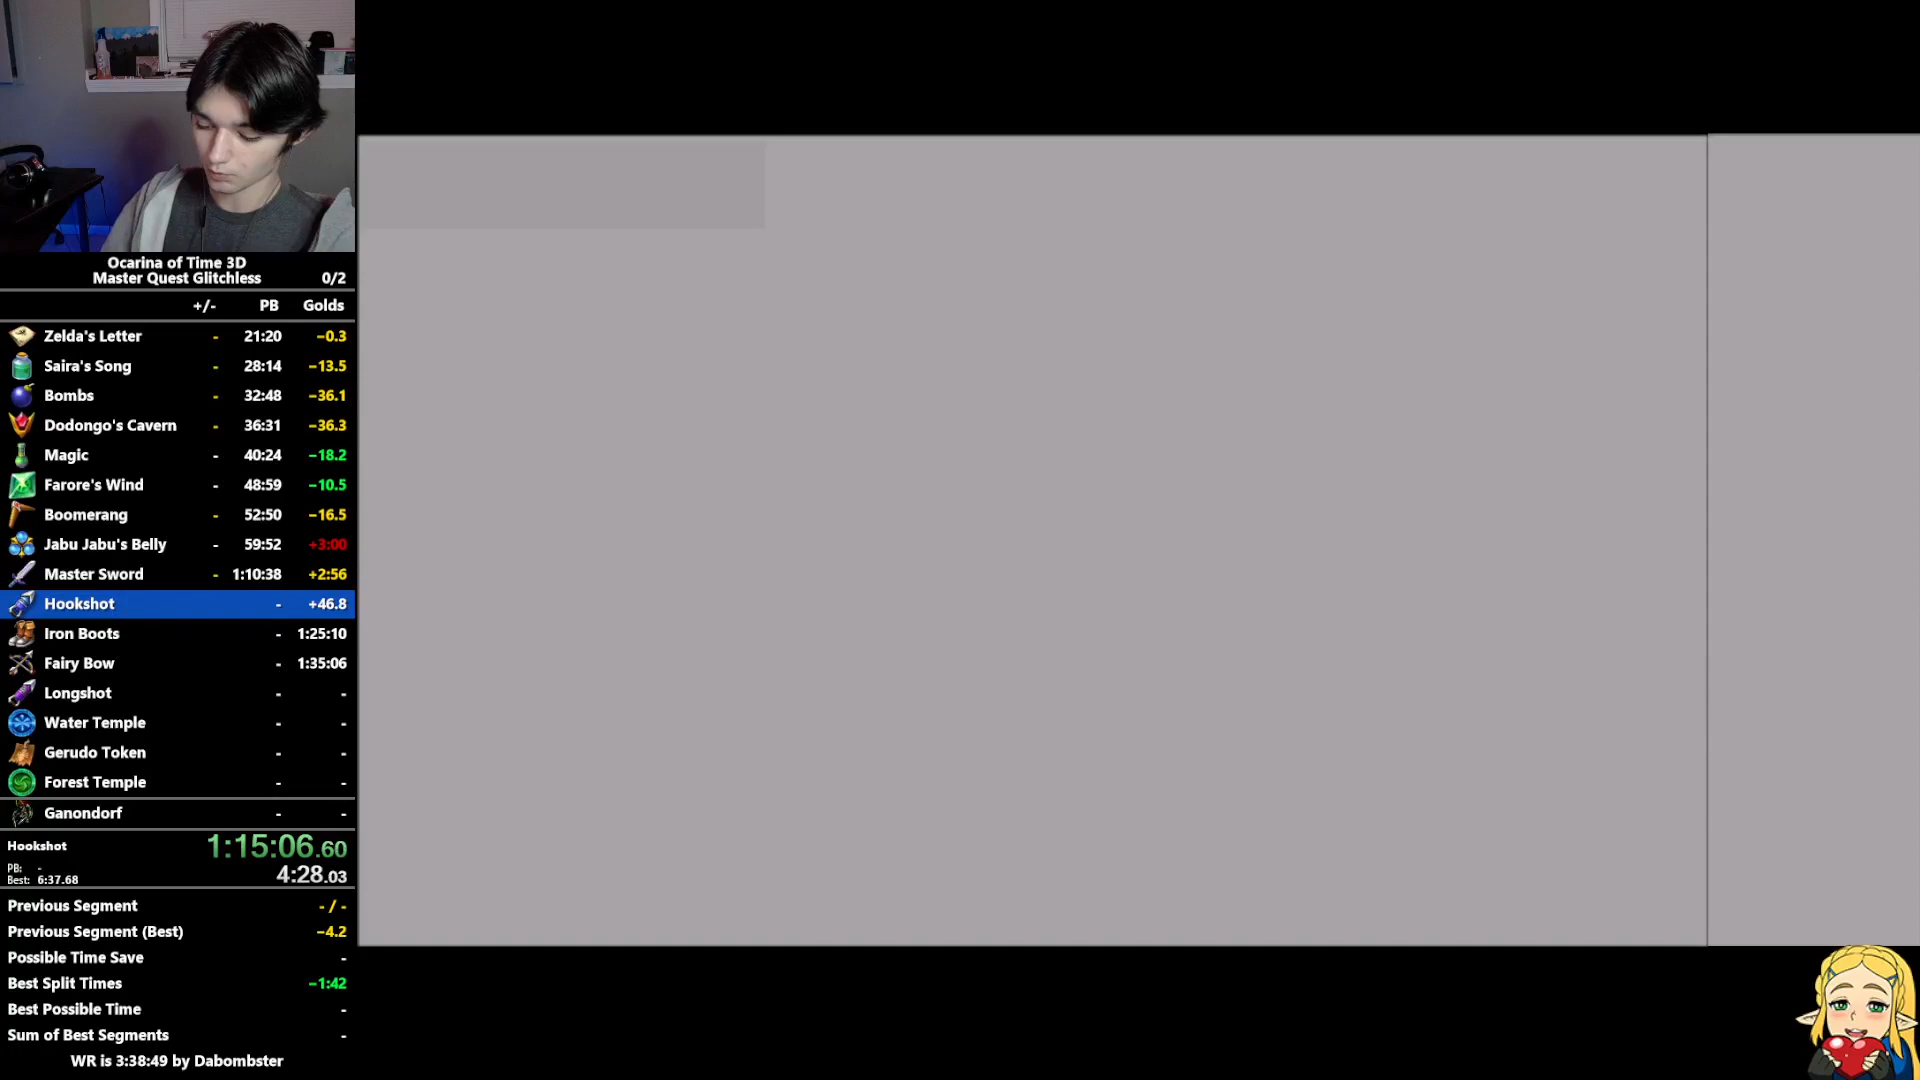 Ocarina of Time 3D
Master Quest Glitchless 0/2
+/- PB Golds
Zelda's Letter - 21:20 −0.3
Saira's Song - 28:14 −13.5
Bombs - 32:48 −36.1
Dodongo's Cavern - 36:31 −36.3
Magic - 40:24 −18.2
Farore's Wind - 48:59 −10.5
Boomerang - 52:50 −16.5
Jabu Jabu's Belly - 59:52 +3:00
Master Sword - 1:10:38 +2:56
Hookshot - +46.8
Iron Boots - 1:25:10
Fairy Bow - 1:35:06
Longshot - -
Water Temple - -
Gerudo Token - -
Forest Temple - -
Ganondorf - -
Hookshot 1:15:06.60
PB: -
Best: 6:37.68 4:28.03
Previous Segment - / -
Previous Segment (Best) −4.2
Possible Time Save -
Best Split Times −1:42
Best Possible Time -
Sum of Best Segments -
WR is 3:38:49 by Dabombster